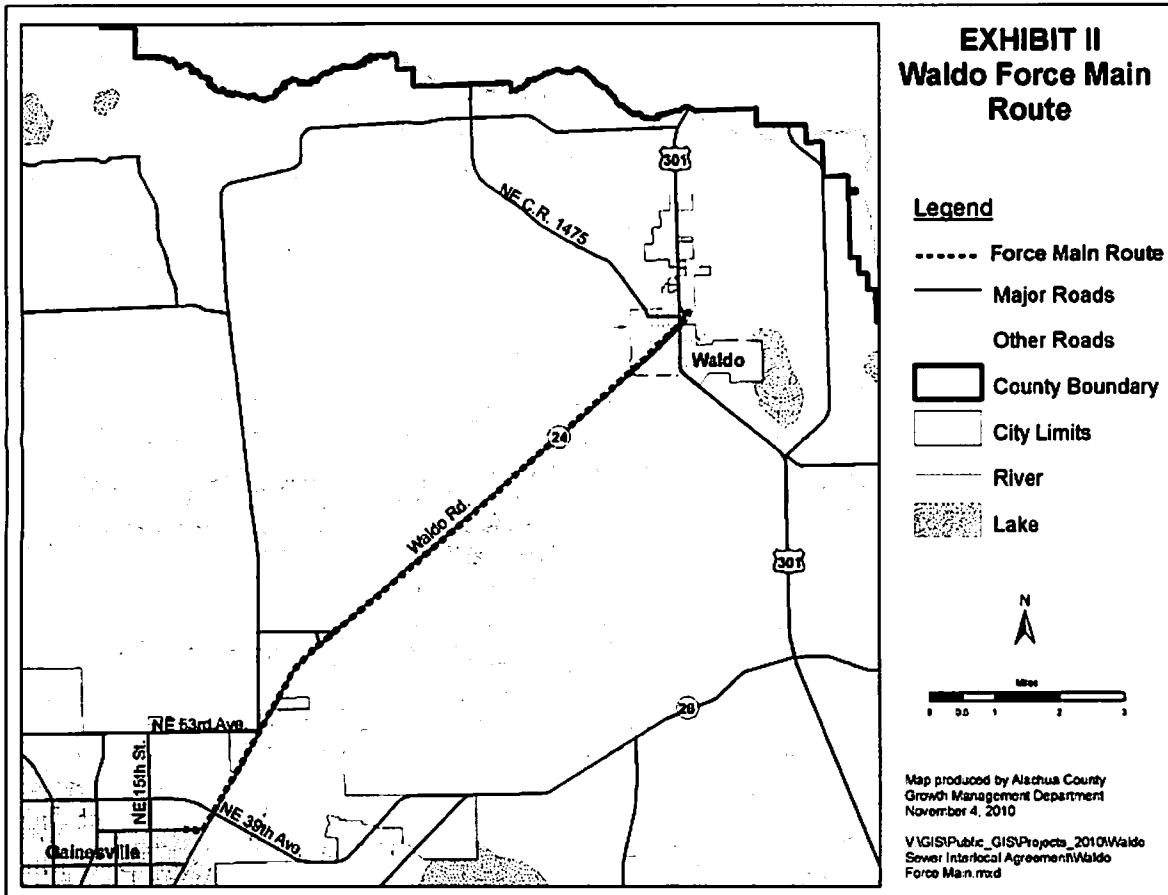 EXHIBIT II
Waldo Force Main
Route
Legend
Force Main Route
Major Roads
Other Roads
County Boundary
City Limits
River
Lake
N
Miles
0 0.5 1 2 3
Map produced by Alachua County
Growth Management Department
November 4, 2010
V:\GIS\Public_GIS\Projects_2010\Waldo
Sewer Interlocal Agreement\Waldo
Force Main.mxd
301
NE C.R. 1475
Waldo
24
Waldo Rd.
301
26
NE 53rd Ave.
NE 15th St.
NE 39th Ave.
Gainesville